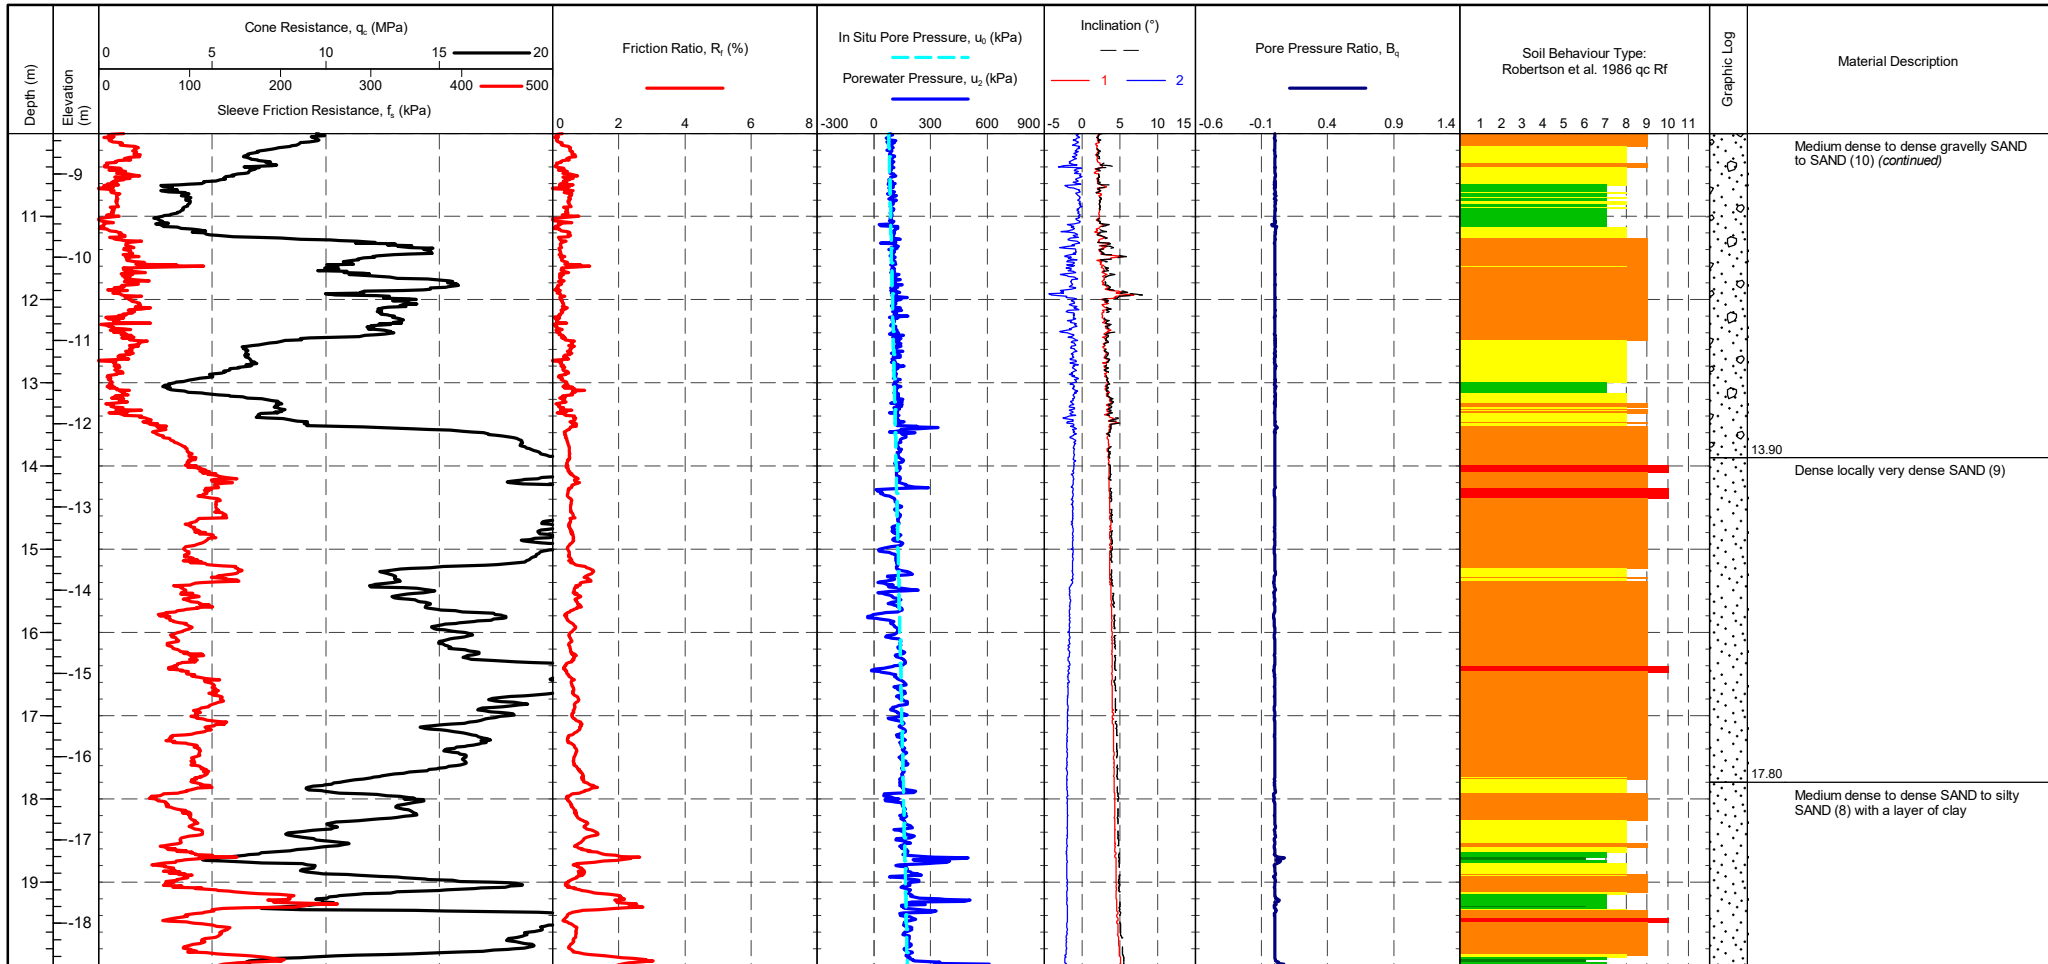 Depth (m)
Elevation (m)
Cone Resistance, qc (MPa)
0 5 10 15 20
100 200 300 400 500
Sleeve Friction Resistance, fs (kPa)
Friction Ratio, Rf (%)
0 2 4 6 8
In Situ Pore Pressure, u0 (kPa)
Porewater Pressure, u2 (kPa)
-300 0 300 600 900
Inclination (°)
1 2
-5 0 5 10 15
Pore Pressure Ratio, Bq
-0.6 -0.1 0.4 0.9 1.4
Soil Behaviour Type:
Robertson et al. 1986 qc Rf
1 2 3 4 5 6 7 8 9 10 11
Graphic Log
Material Description
Medium dense to dense gravelly SAND
to SAND (10) (continued)
-9
11
-10
12
-11
13
-12
13.90
14
Dense locally very dense SAND (9)
-13
15
-14
16
-15
17
-16
17.80
18
Medium dense to dense SAND to silty
SAND (8) with a layer of clay
-17
19
-18